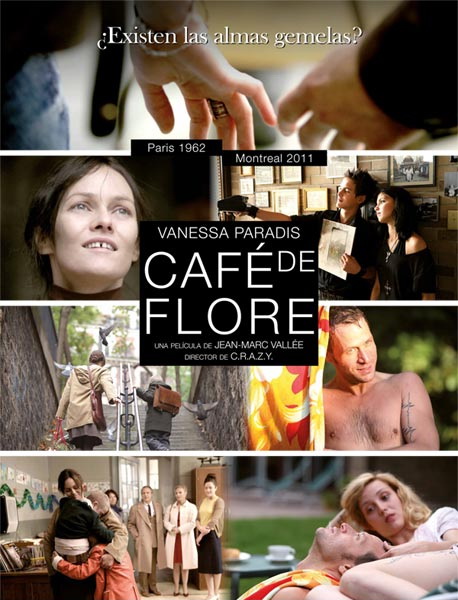 ¿Existen las almas gemelas?
Paris 1962
Montreal 2011
VANESSA PARADIS
CAFÉ DE
FLORE
UNA PELÍCULA DE JEAN-MARC VALLÉE
DIRECTOR DE C.R.A.Z.Y.